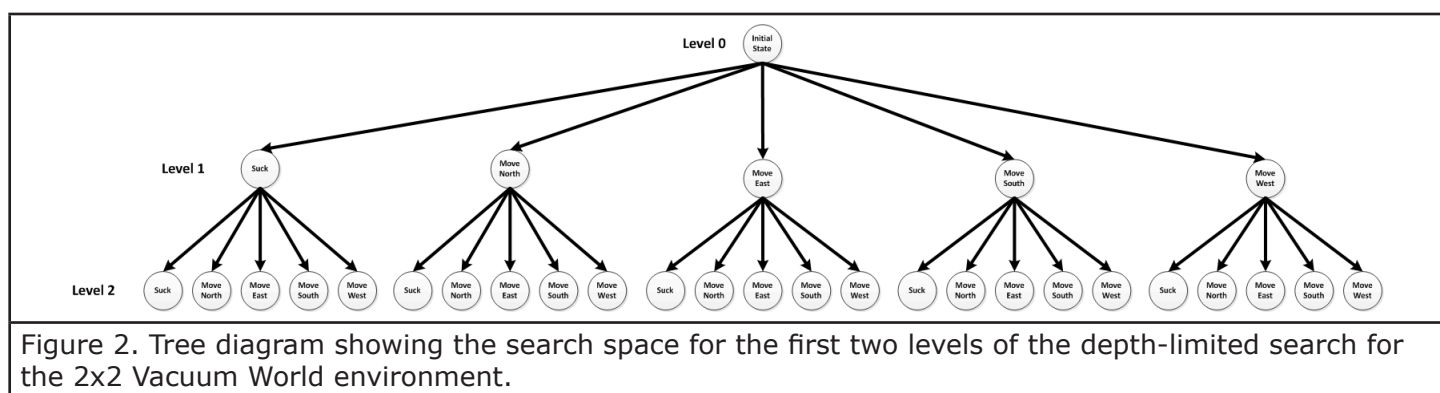 Level 0
Initial
State
Level 1
Suck
Move
North
Move
East
Move
South
Move
West
Level 2
Suck
Move
North
Move
East
Move
South
Move
West
Suck
Move
North
Move
East
Move
South
Move
West
Suck
Move
North
Move
East
Move
South
Move
West
Suck
Move
North
Move
East
Move
South
Move
West
Suck
Move
North
Move
East
Move
South
Move
West
Figure 2. Tree diagram showing the search space for the first two levels of the depth-limited search for
the 2x2 Vacuum World environment.